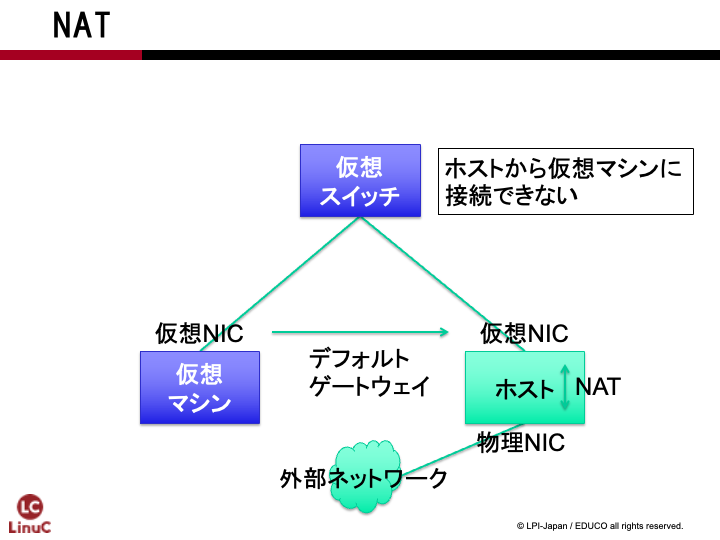 NAT
仮想
スイッチ
ホストから仮想マシンに
接続できない
仮想NIC
仮想NIC
デフォルト
ゲートウェイ
仮想
マシン
ホスト
NAT
物理NIC
外部ネットワーク
LC
LinuC
© LPI-Japan / EDUCO all rights reserved.